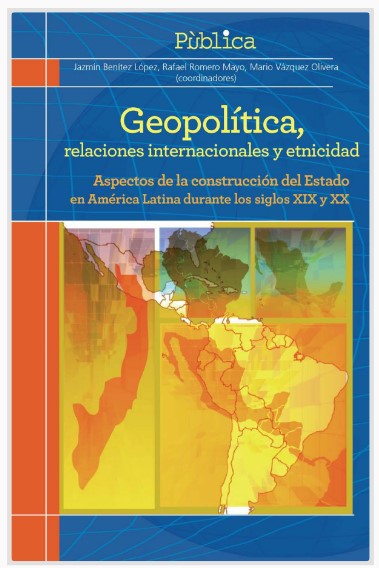 Pùblica
Jazmín Benítez López, Rafael Romero Mayo, Mario Vázquez Olivera
(coordinadores)
Geopolítica,
relaciones internacionales y etnicidad
Aspectos de la construcción del Estado
en América Latina durante los siglos XIX y XX